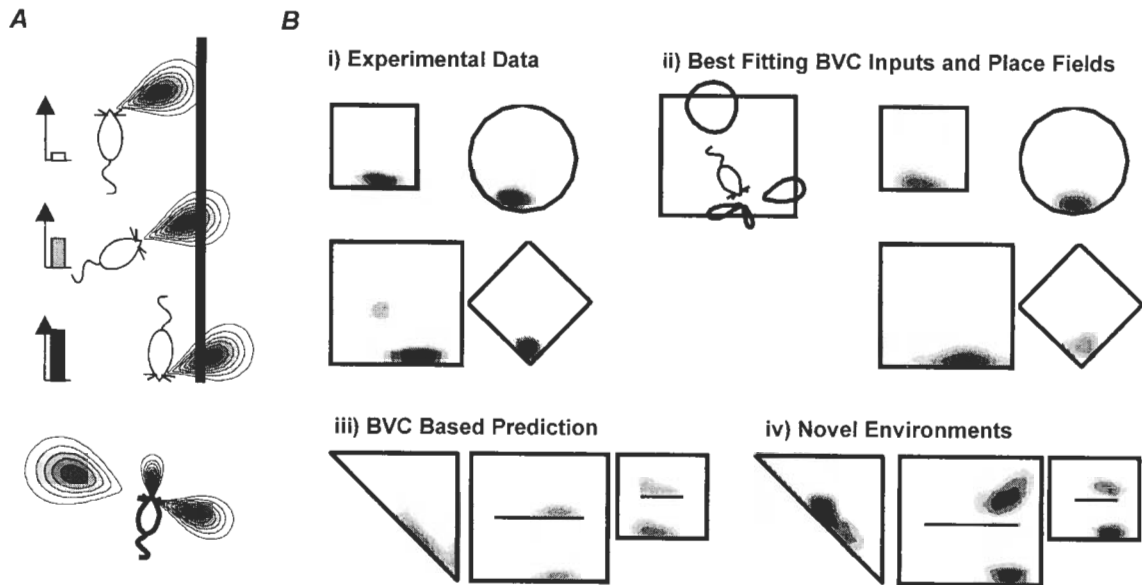 A
B
i) Experimental Data
ii) Best Fitting BVC Inputs and Place Fields
iii) BVC Based Prediction
iv) Novel Environments